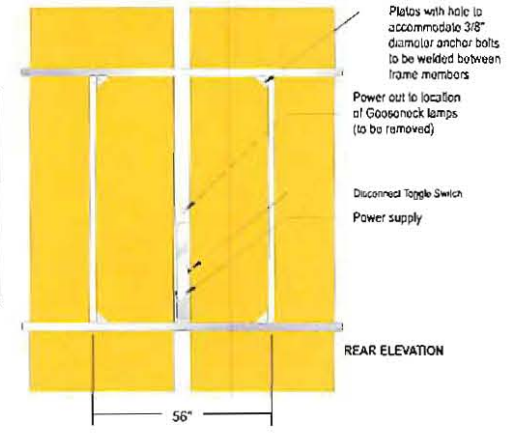 Plates with hole to
accommodate 3/8"
diameter anchor bolts
to be welded between
frame members
Power out to location
of Gooseneck lamps
(to be removed)
Disconnect Toggle Switch
Power supply
REAR ELEVATION
56"